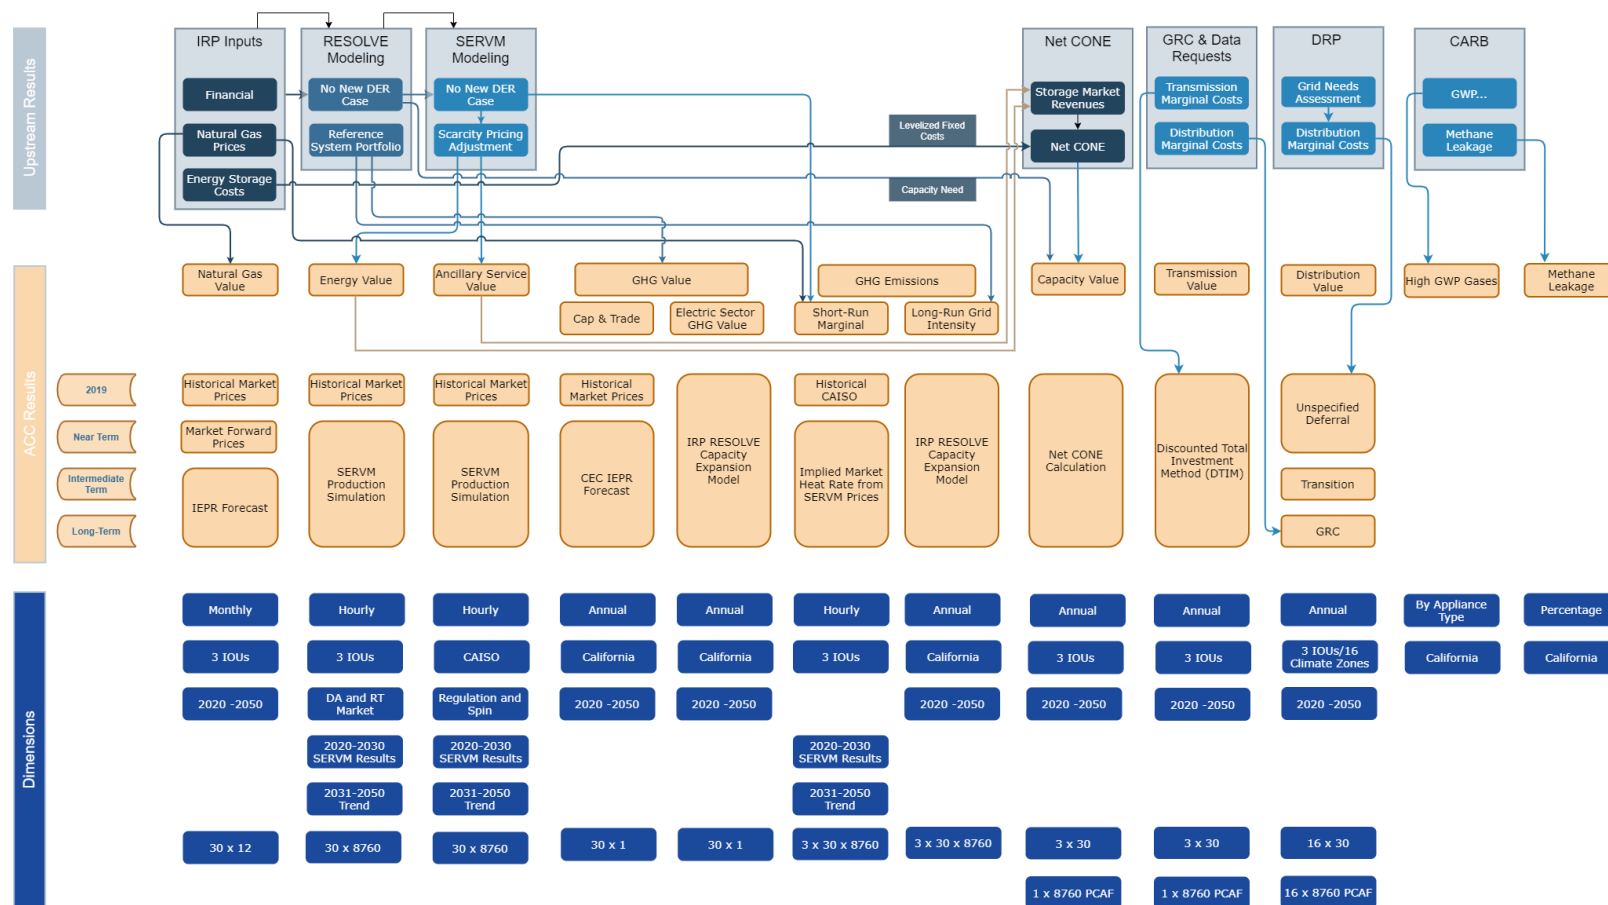 Upstream Results
IRP Inputs
RESOLVE
Modeling
SERVM
Modeling
Net CONE
GRC & Data
Requests
DRP
CARB
Financial
No New DER
Case
No New DER
Case
Storage Market
Revenues
Transmission
Marginal Costs
Grid Needs
Assessment
GWP...
Natural Gas
Prices
Reference
System Portfolio
Scarcity Pricing
Adjustment
Levelized Fixed
Costs
Net CONE
Distribution
Marginal Costs
Distribution
Marginal Costs
Methane
Leakage
Energy Storage
Costs
Capacity Need
ACC Results
Natural Gas
Value
Energy Value
Ancillary Service
Value
GHG Value
GHG Emissions
Capacity Value
Transmission
Value
Distribution
Value
High GWP Gases
Methane
Leakage
Cap & Trade
Electric Sector
GHG Value
Short-Run
Marginal
Long-Run Grid
Intensity
2019
Historical Market
Prices
Historical Market
Prices
Historical Market
Prices
Historical
Market Prices
IRP RESOLVE
Capacity
Expansion
Model
Historical
CAISO
IRP RESOLVE
Capacity
Expansion
Model
Net CONE
Calculation
Discounted Total
Investment
Method (DTIM)
Unspecified
Deferral
Near Term
Market Forward
Prices
SERVM
Production
Simulation
SERVM
Production
Simulation
CEC IEPR
Forecast
Implied Market
Heat Rate from
SERVM Prices
Intermediate
Term
IEPR Forecast
Transition
Long-Term
GRC
Dimensions
Monthly
Hourly
Hourly
Annual
Annual
Hourly
Annual
Annual
Annual
Annual
By Appliance
Type
Percentage
3 IOUs
3 IOUs
CAISO
California
California
3 IOUs
California
3 IOUs
3 IOUs
3 IOUs/16
Climate Zones
California
California
2020 -2050
DA and RT
Market
Regulation and
Spin
2020 -2050
2020 -2050
2020 -2050
2020 -2050
2020 -2050
2020 -2050
2020-2030
SERVM Results
2020-2030
SERVM Results
2020-2030
SERVM Results
2031-2050
Trend
2031-2050
Trend
2031-2050
Trend
30 x 12
30 x 8760
30 x 8760
30 x 1
30 x 1
3 x 30 x 8760
3 x 30 x 8760
3 x 30
3 x 30
16 x 30
1 x 8760 PCAF
1 x 8760 PCAF
16 x 8760 PCAF